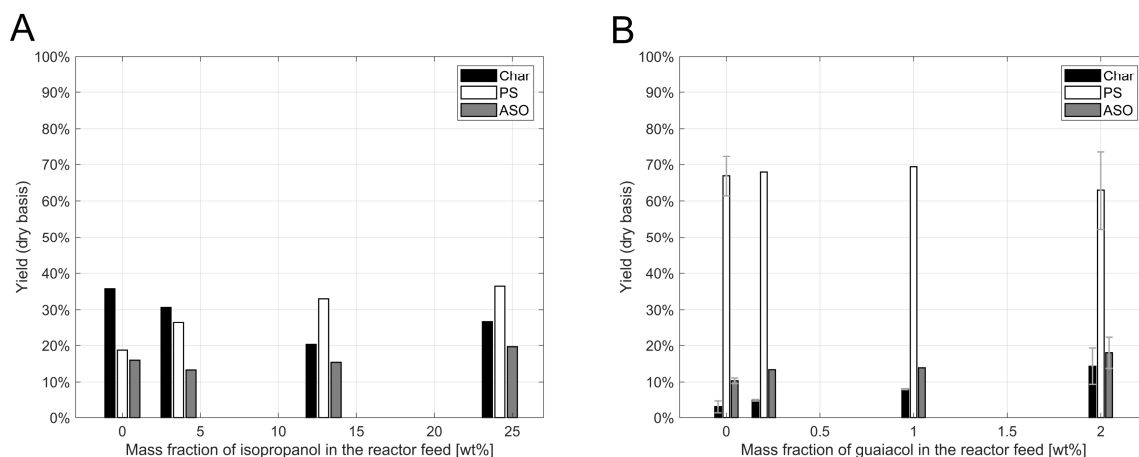 A
100%
90%
80%
70%
60%
50%
40%
30%
20%
10%
0%
Yield (dry basis)
0 5 10 15 20 25
Mass fraction of isopropanol in the reactor feed [wt%]
Char
PS
ASO
B
100%
90%
80%
70%
60%
50%
40%
30%
20%
10%
0%
Yield (dry basis)
0 0.5 1 1.5 2
Mass fraction of guaiacol in the reactor feed [wt%]
Char
PS
ASO